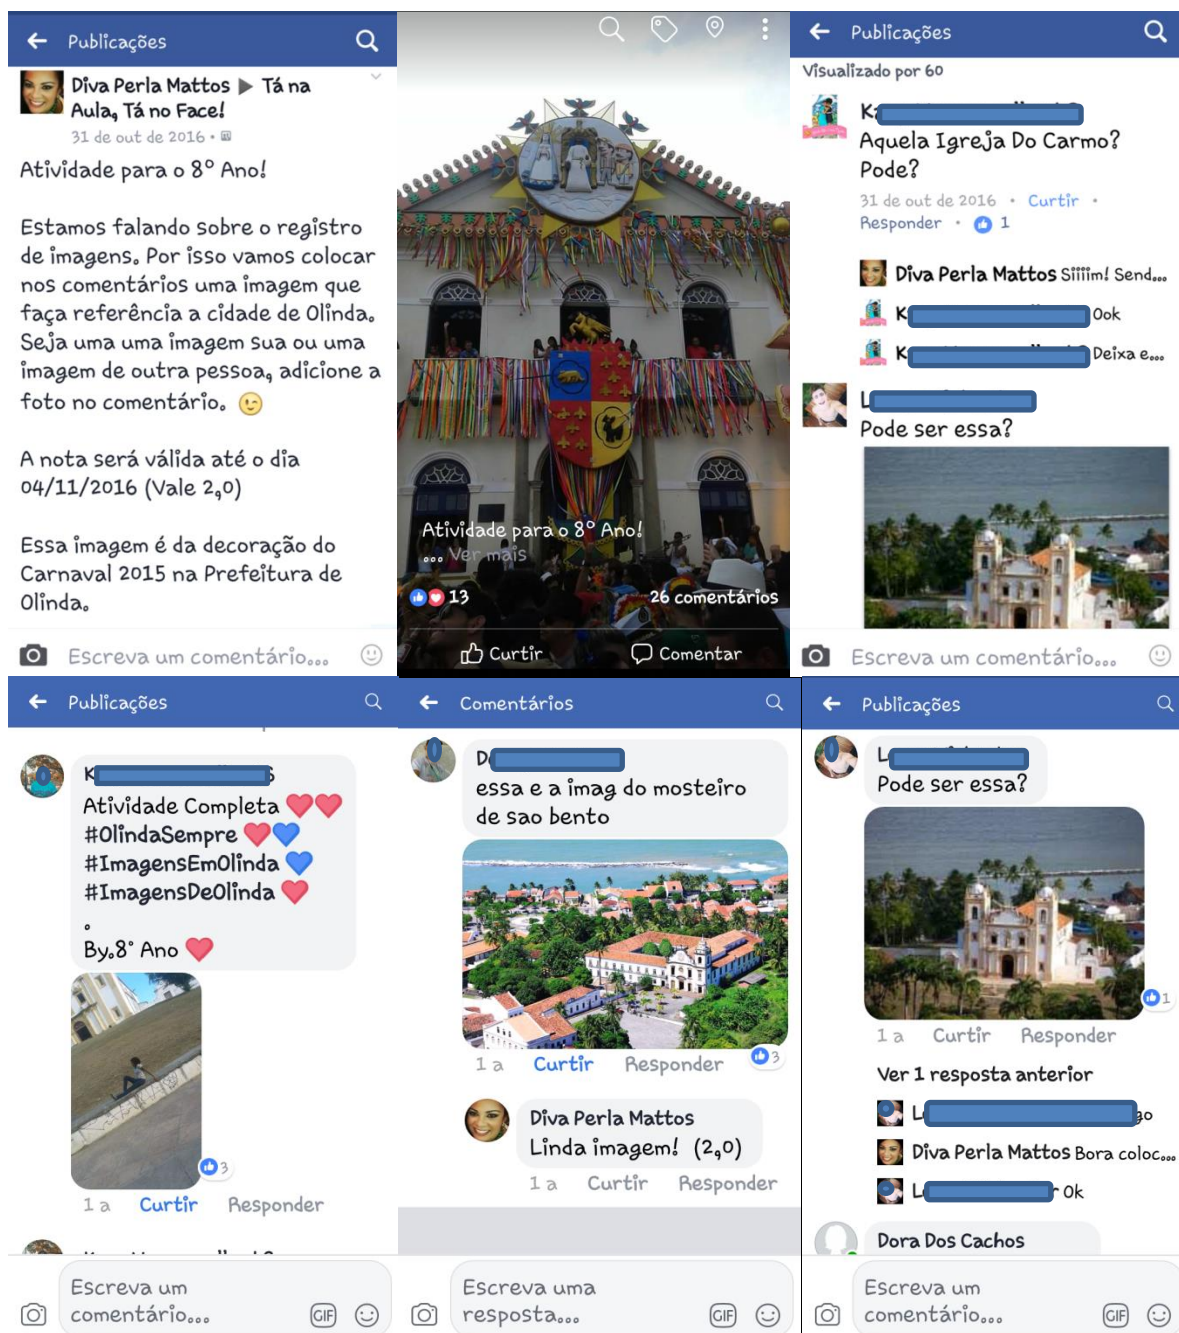 Publicações
Diva Perla Mattos ▶ Tá na
Aula, Tá no Face!
31 de out de 2016 •
Atividade para o 8º Ano!
Estamos falando sobre o registro
de imagens. Por isso vamos colocar
nos comentários uma imagem que
faça referência a cidade de Olinda.
Seja uma uma imagem sua ou uma
imagem de outra pessoa, adicione a
foto no comentário. 😉
A nota será válida até o dia
04/11/2016 (Vale 2,0)
Essa imagem é da decoração do
Carnaval 2015 na Prefeitura de
Olinda.
Escreva um comentário...
Atividade para o 8º Ano!
... Ver mais
13
26 comentários
Curtir
Comentar
Publicações
Visualizado por 60
K
Aquela Igreja Do Carmo?
Pode?
31 de out de 2016 • Curtir •
Responder • 1
Diva Perla Mattos Siiiim! Send...
K Ook
K Deixa e...
L
Pode ser essa?
Escreva um comentário...
Publicações
K
Atividade Completa ❤❤
#OlindaSempre ❤💙
#ImagensEmOlinda 💙
#ImagensDeOlinda ❤
.
By.8° Ano ❤
3
1 a Curtir Responder
Escreva um
comentário...
GIF
Comentários
D
essa e a imag do mosteiro
de sao bento
1 a Curtir Responder 3
Diva Perla Mattos
Linda imagem! (2,0)
1 a Curtir Responder
Escreva uma
resposta...
GIF
Publicações
L
Pode ser essa?
1
1 a Curtir Responder
Ver 1 resposta anterior
L go
Diva Perla Mattos Bora coloc...
L r Ok
Dora Dos Cachos
Escreva um
comentário...
GIF